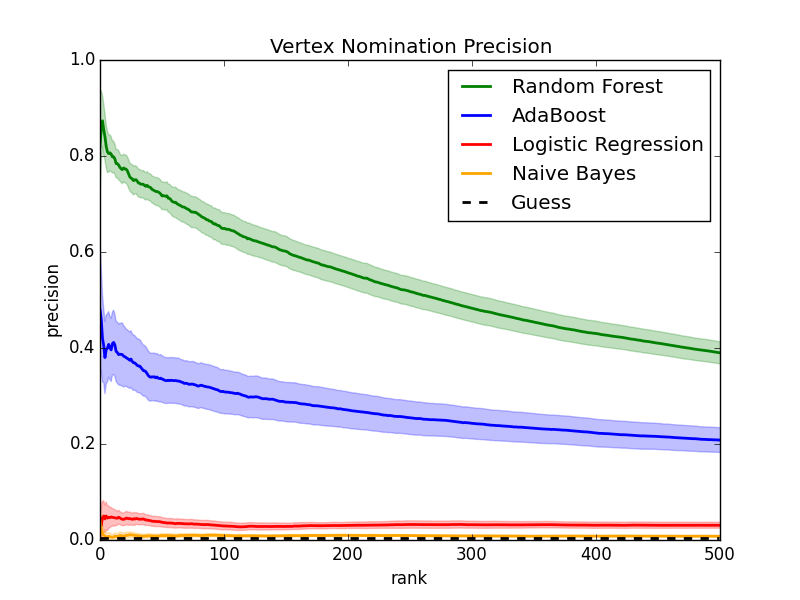 Vertex Nomination Precision
1.0
0.8
0.6
0.4
0.2
0.0
precision
Random Forest
AdaBoost
Logistic Regression
Naive Bayes
Guess
0 100 200 300 400 500
rank